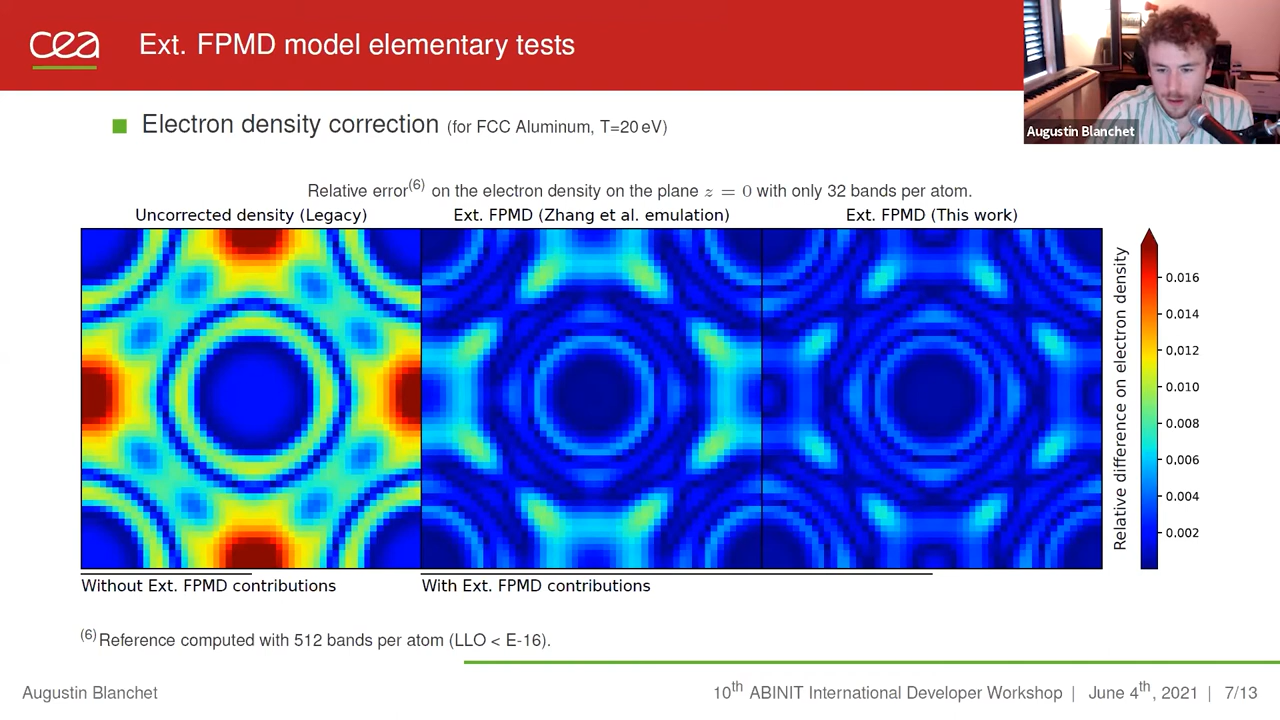 cea
Ext. FPMD model elementary tests
Augustin Blanchet
Electron density correction (for FCC Aluminum, T=20 eV)
Relative error(6) on the electron density on the plane z = 0 with only 32 bands per atom.
Uncorrected density (Legacy)
Ext. FPMD (Zhang et al. emulation)
Ext. FPMD (This work)
0.016
0.014
0.012
0.010
0.008
0.006
0.004
0.002
Relative difference on electron density
Without Ext. FPMD contributions
With Ext. FPMD contributions
(6)Reference computed with 512 bands per atom (LLO < E-16).
Augustin Blanchet
10th ABINIT International Developer Workshop | June 4th, 2021 | 7/13